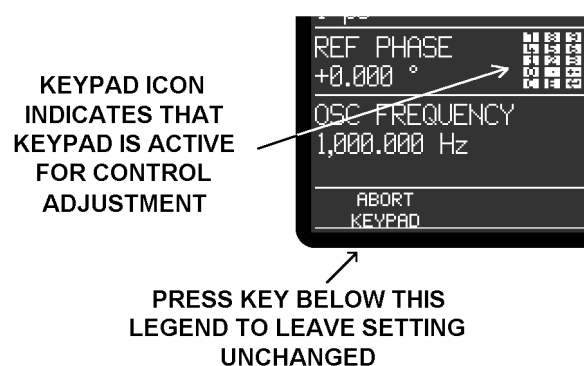 REF PHASE
+0.000 °
OSC FREQUENCY
1,000.000 Hz
ABORT
KEYPAD
KEYPAD ICON
INDICATES THAT
KEYPAD IS ACTIVE
FOR CONTROL
ADJUSTMENT
PRESS KEY BELOW THIS
LEGEND TO LEAVE SETTING
UNCHANGED